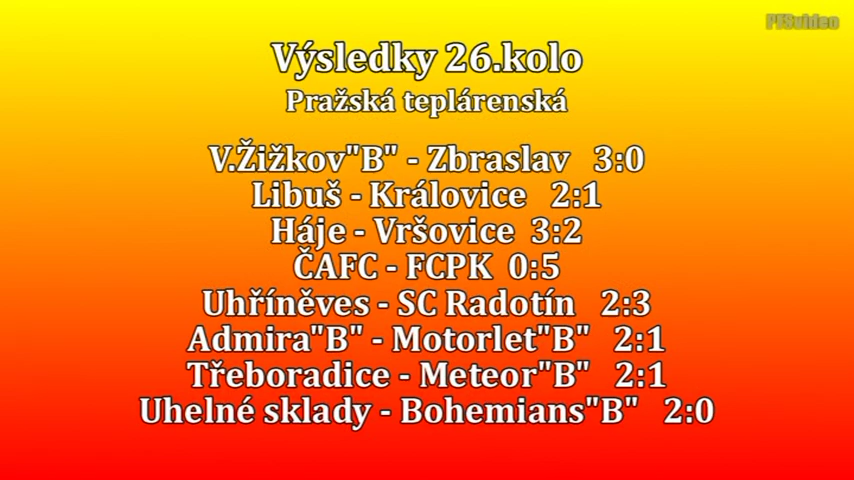 PFSvideo
Výsledky 26.kolo
Pražská teplárenská
V.Žižkov"B" - Zbraslav 3:0
Libuš - Královice 2:1
Háje - Vršovice 3:2
ČAFC - FCPK 0:5
Uhříněves - SC Radotín 2:3
Admira"B" - Motorlet"B" 2:1
Třeboradice - Meteor"B" 2:1
Uhelné sklady - Bohemians"B" 2:0